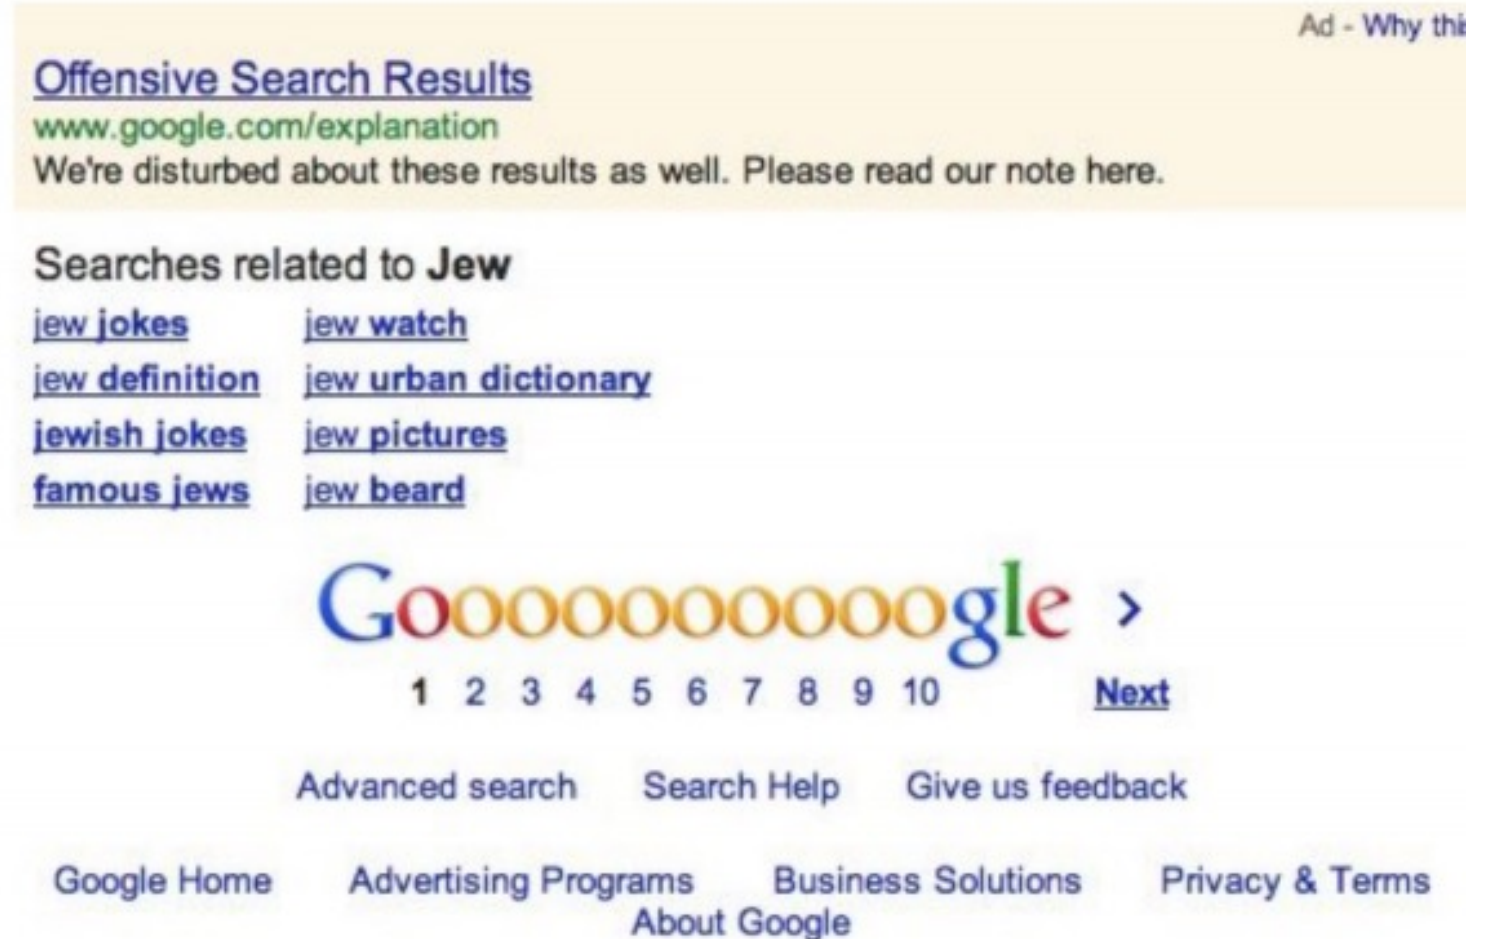 Ad - Why
Offensive Search Results
www.google.com/explanation
We're disturbed about these results as well. Please read our note here.
Searches related to Jew
jew jokes jew watch
jew definition jew urban dictionary
jewish jokes jew pictures
famous jews jew beard
Goooooooooogle >
1 2 3 4 5 6 7 8 9 10 Next
Advanced search Search Help Give us feedback
Google Home Advertising Programs Business Solutions Privacy & Terms
About Google